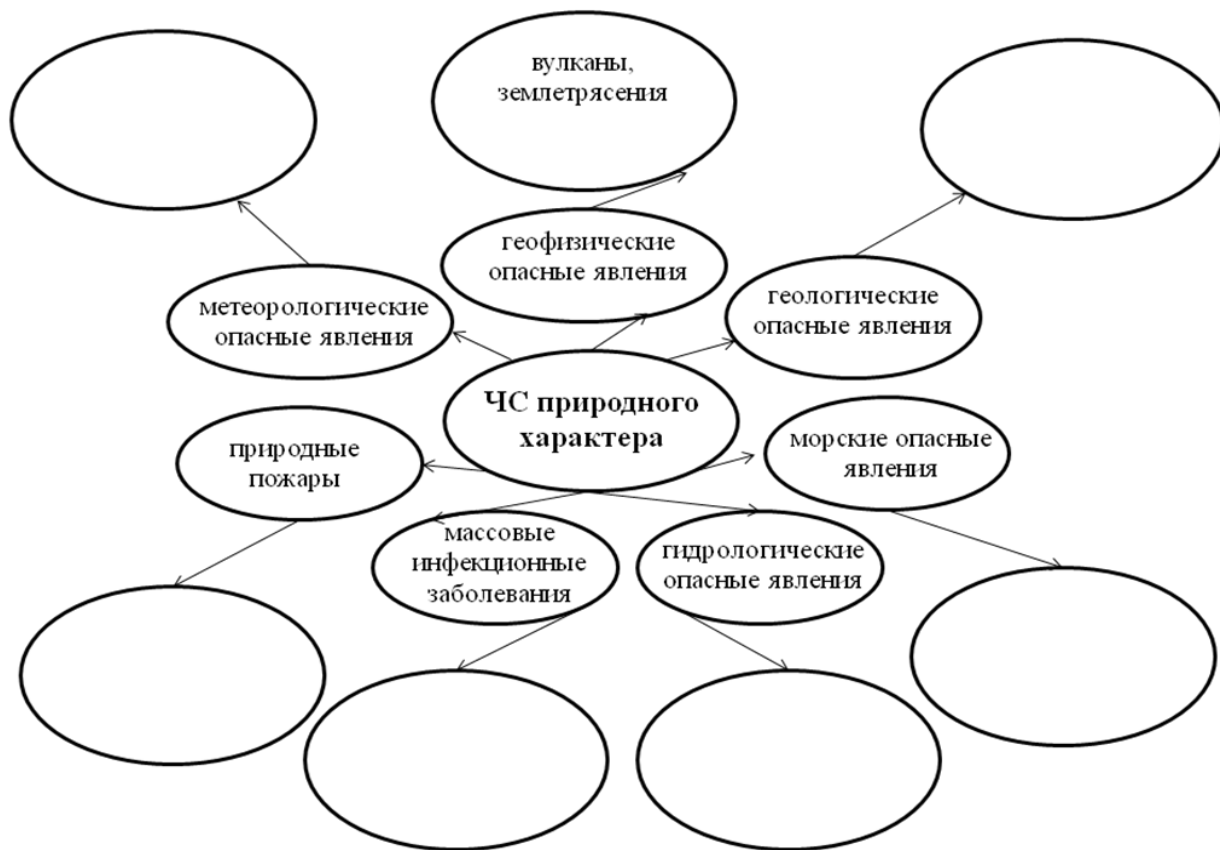 вулканы,
землетрясения
геофизические
опасные явления
метеорологические
опасные явления
геологические
опасные явления
ЧС природного
характера
природные
пожары
морские опасные
явления
массовые
инфекционные
заболевания
гидрологические
опасные явления